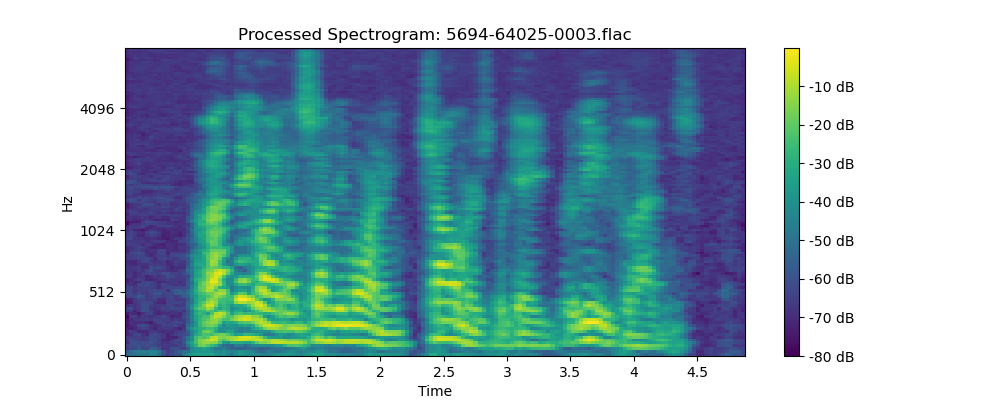 Processed Spectrogram: 5694-64025-0003.flac
Hz
4096
2048
1024
512
0
0 0.5 1 1.5 2 2.5 3 3.5 4 4.5
Time
-10 dB
-20 dB
-30 dB
-40 dB
-50 dB
-60 dB
-70 dB
-80 dB